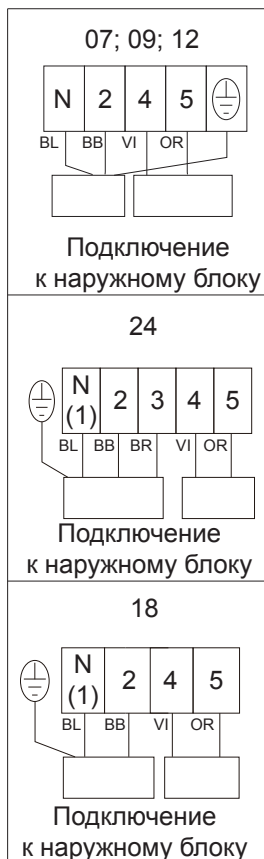 07; 09; 12
N 2 4 5
BL BB VI OR
Подключение
к наружному блоку
24
N
(1) 2 3 4 5
BL BB BR VI OR
Подключение
к наружному блоку
18
N
(1) 2 4 5
BL BB VI OR
Подключение
к наружному блоку